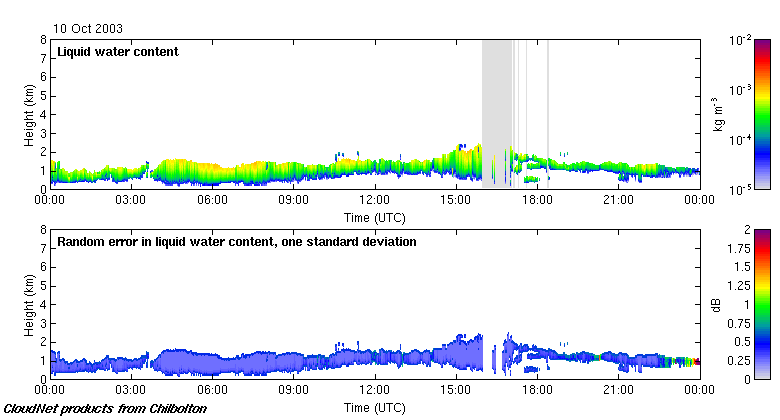 10 Oct 2003
Liquid water content
8
7
6
5
4
3
2
1
0
Height (km)
00:00 03:00 06:00 09:00 12:00 15:00 18:00 21:00 00:00
Time (UTC)
10^-2
10^-3
10^-4
10^-5
kg m^-3
Random error in liquid water content, one standard deviation
8
7
6
5
4
3
2
1
0
Height (km)
00:00 03:00 06:00 09:00 12:00 15:00 18:00 21:00 00:00
Time (UTC)
2
1.75
1.5
1.25
1
0.75
0.5
0.25
0
dB
CloudNet products from Chilbolton